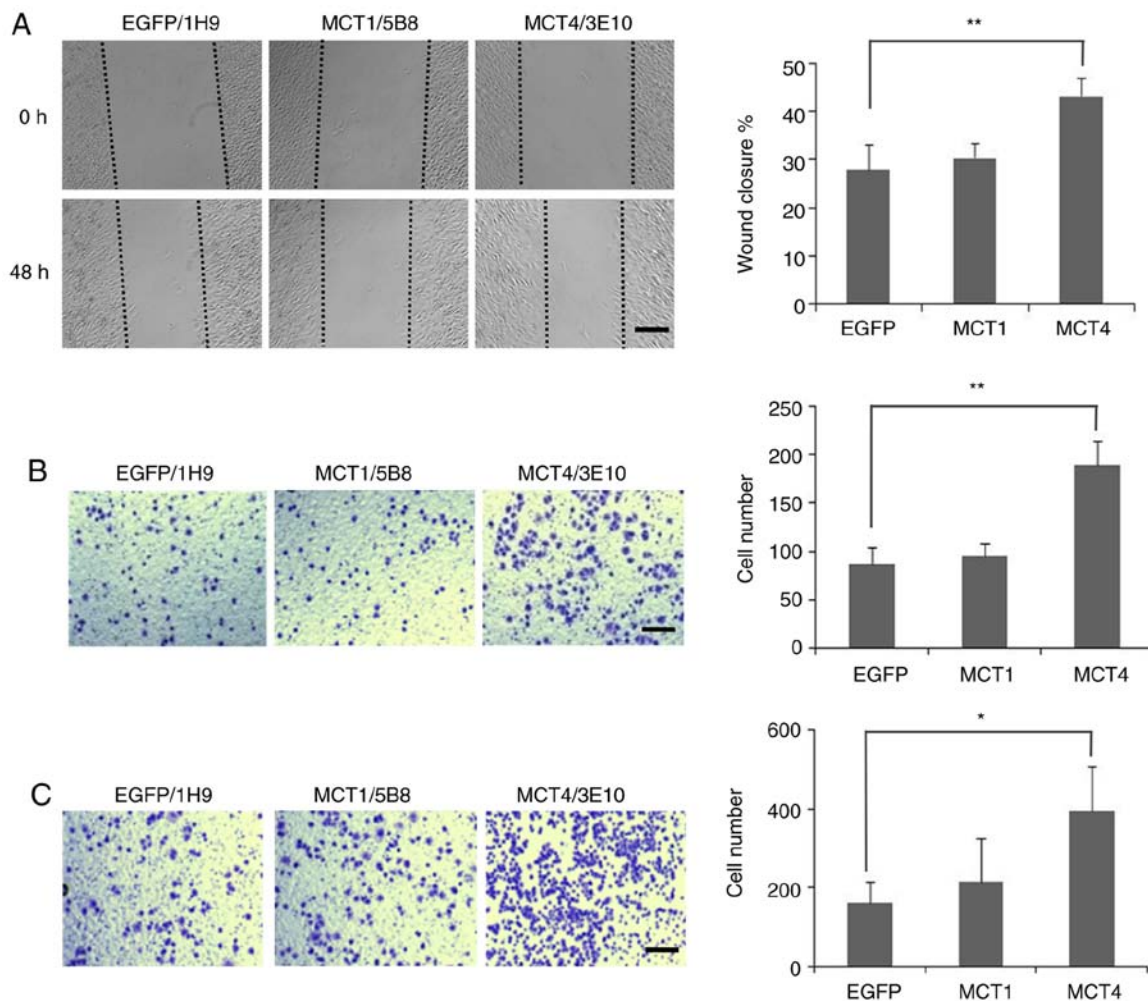 A
EGFP/1H9 MCT1/5B8 MCT4/3E10
0 h
48 h
**
Wound closure %
50
40
30
20
10
0
EGFP MCT1 MCT4
B
EGFP/1H9 MCT1/5B8 MCT4/3E10
**
Cell number
250
200
150
100
50
0
EGFP MCT1 MCT4
C
EGFP/1H9 MCT1/5B8 MCT4/3E10
*
Cell number
600
400
200
0
EGFP MCT1 MCT4